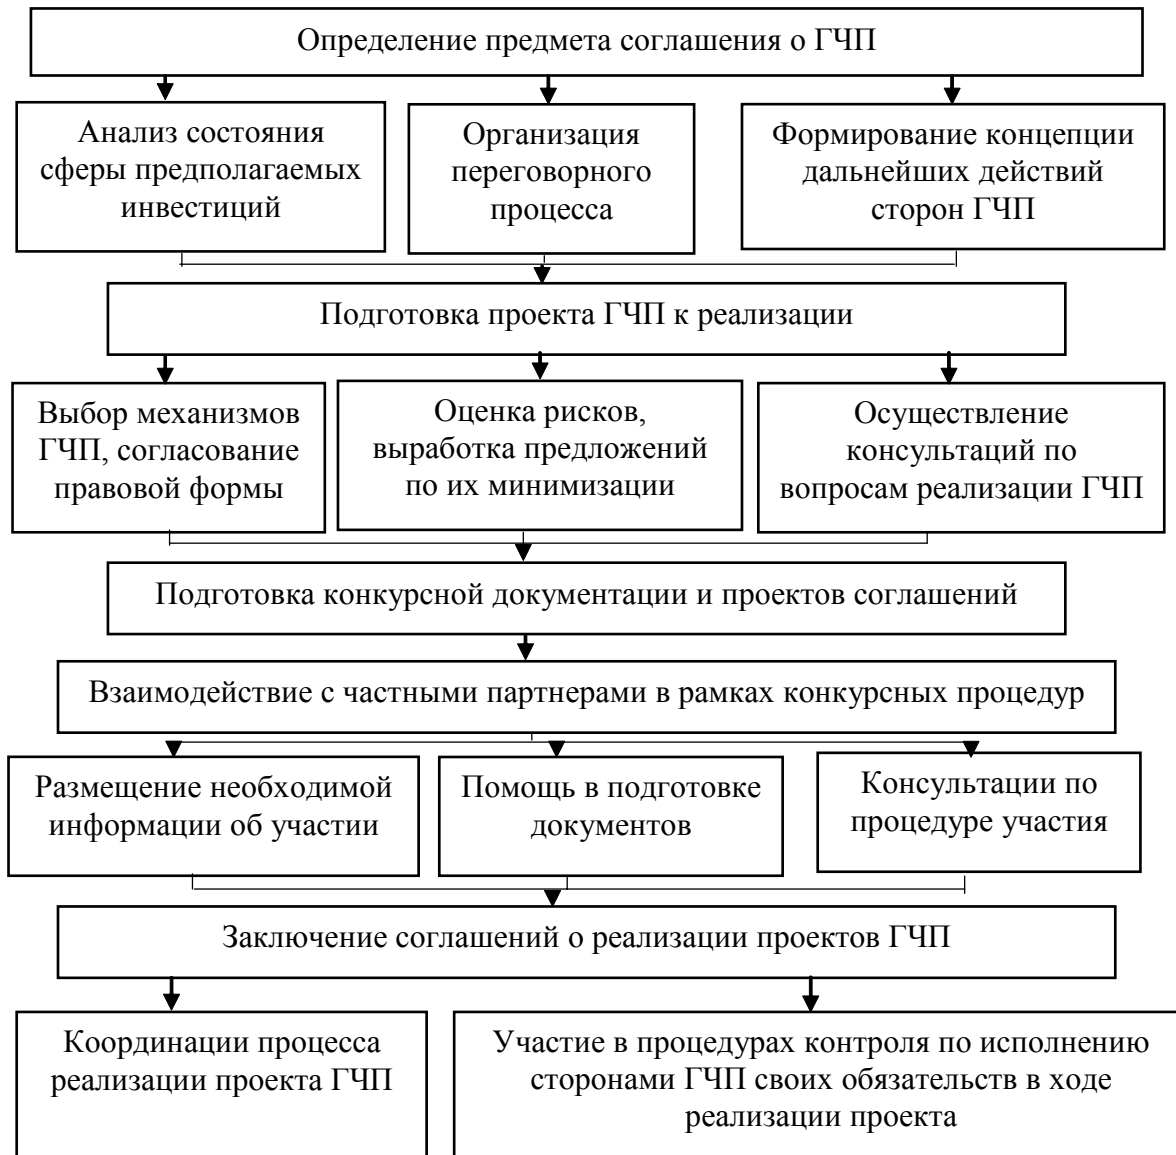 Определение предмета соглашения о ГЧП
Анализ состояния
сферы предполагаемых
инвестиций
Организация
переговорного
процесса
Формирование концепции
дальнейших действий
сторон ГЧП
Подготовка проекта ГЧП к реализации
Выбор механизмов
ГЧП, согласование
правовой формы
Оценка рисков,
выработка предложений
по их минимизации
Осуществление
консультаций по
вопросам реализации ГЧП
Подготовка конкурсной документации и проектов соглашений
Взаимодействие с частными партнерами в рамках конкурсных процедур
Размещение необходимой
информации об участии
Помощь в подготовке
документов
Консультации по
процедуре участия
Заключение соглашений о реализации проектов ГЧП
Координации процесса
реализации проекта ГЧП
Участие в процедурах контроля по исполнению
сторонами ГЧП своих обязательств в ходе
реализации проекта